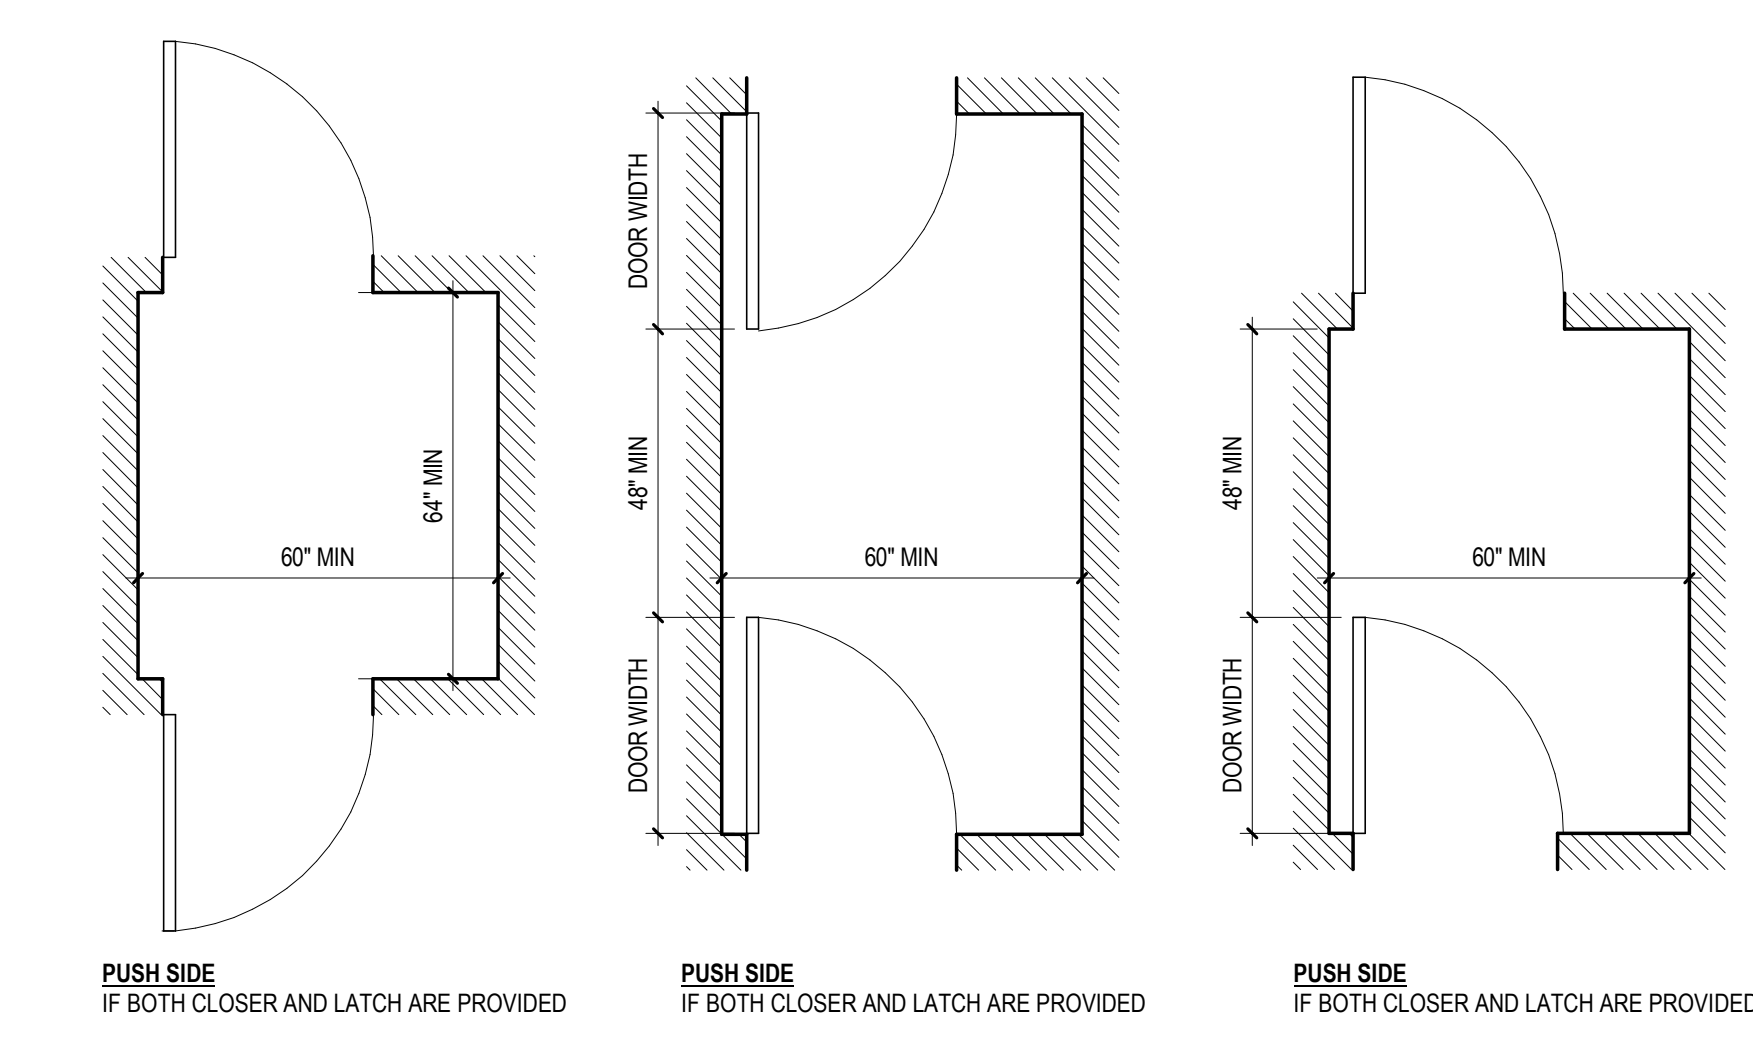 64" MIN
60" MIN
PUSH SIDE
IF BOTH CLOSER AND LATCH ARE PROVIDED
DOOR WIDTH
48" MIN
60" MIN
DOOR WIDTH
PUSH SIDE
IF BOTH CLOSER AND LATCH ARE PROVIDED
48" MIN
60" MIN
DOOR WIDTH
PUSH SIDE
IF BOTH CLOSER AND LATCH ARE PROVIDED